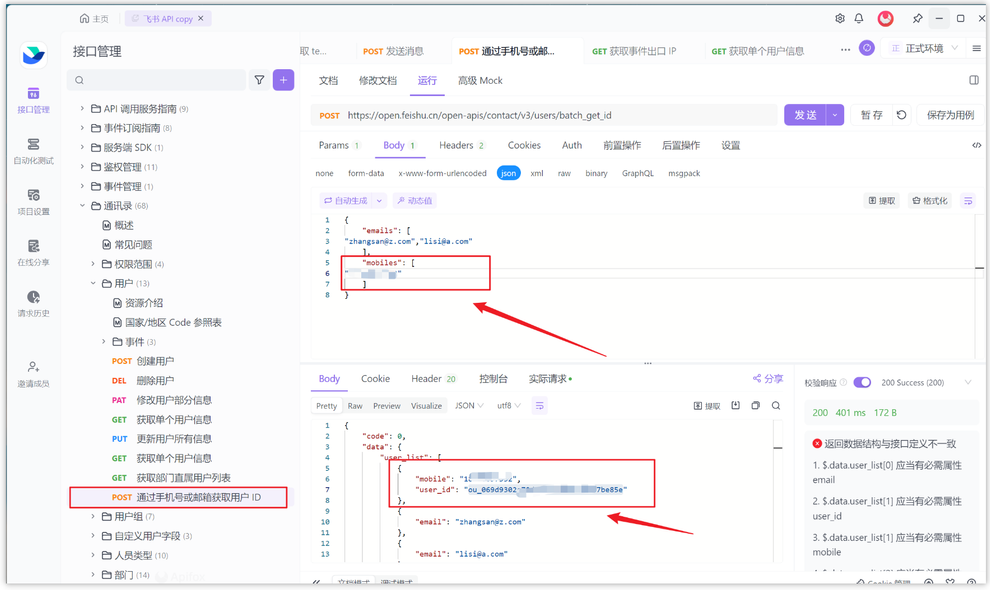 主页
飞书 API copy
接口管理
取 te...
POST 发送消息
POST 通过手机号或邮...
GET 获取事件出口 IP
GET 获取单个用户信息
正式环境
文档
修改文档
运行
高级 Mock
接口管理
自动化测试
项目设置
在线分享
请求历史
邀请成员
API 调用服务指南 (9)
事件订阅指南 (8)
服务端 SDK (1)
鉴权管理 (11)
事件管理 (1)
通讯录 (68)
概述
常见问题
权限范围 (4)
用户 (13)
资源介绍
国家/地区 Code 参照表
事件 (3)
POST 创建用户
DEL 删除用户
PAT 修改用户部分信息
GET 获取单个用户信息
PUT 更新用户所有信息
GET 获取单个用户信息
GET 获取部门直属用户列表
POST 通过手机号或邮箱获取用户 ID
用户组 (7)
自定义用户字段 (3)
人员类型 (10)
部门 (14)
POST https://open.feishu.cn/open-apis/contact/v3/users/batch_get_id
发 送
暂 存
保存为用例
Params 1
Body 1
Headers 2
Cookies
Auth
前置操作
后置操作
设置
none
form-data
x-www-form-urlencoded
json
xml
raw
binary
GraphQL
msgpack
自动生成
动态值
提取
格式化
1 {
2 "emails": [
3 "zhangsan@z.com","lisi@a.com"
4 ],
5 "mobiles": [
6 " "
7 ]
8 }
Body
Cookie
Header 20
控制台
实际请求
分享
Pretty
Raw
Preview
Visualize
JSON
utf8
提取
1 {
2 "code": 0,
3 "data": {
4 "user_list": [
5 {
6 "mobile":
7 "user_id": "ou_069d9302
8 },
9 {
10 "email": "zhangsan@z.com"
11 },
12 {
13 "email": "lisi@a.com"
校验响应
200 Success (200)
200 401 ms 172 B
返回数据结构与接口定义不一致
1. $.data.user_list[0] 应当有必需属性
email
2. $.data.user_list[1] 应当有必需属性
user_id
3. $.data.user_list[1] 应当有必需属性
mobile
文档模式
调试模式
Cookie 管理